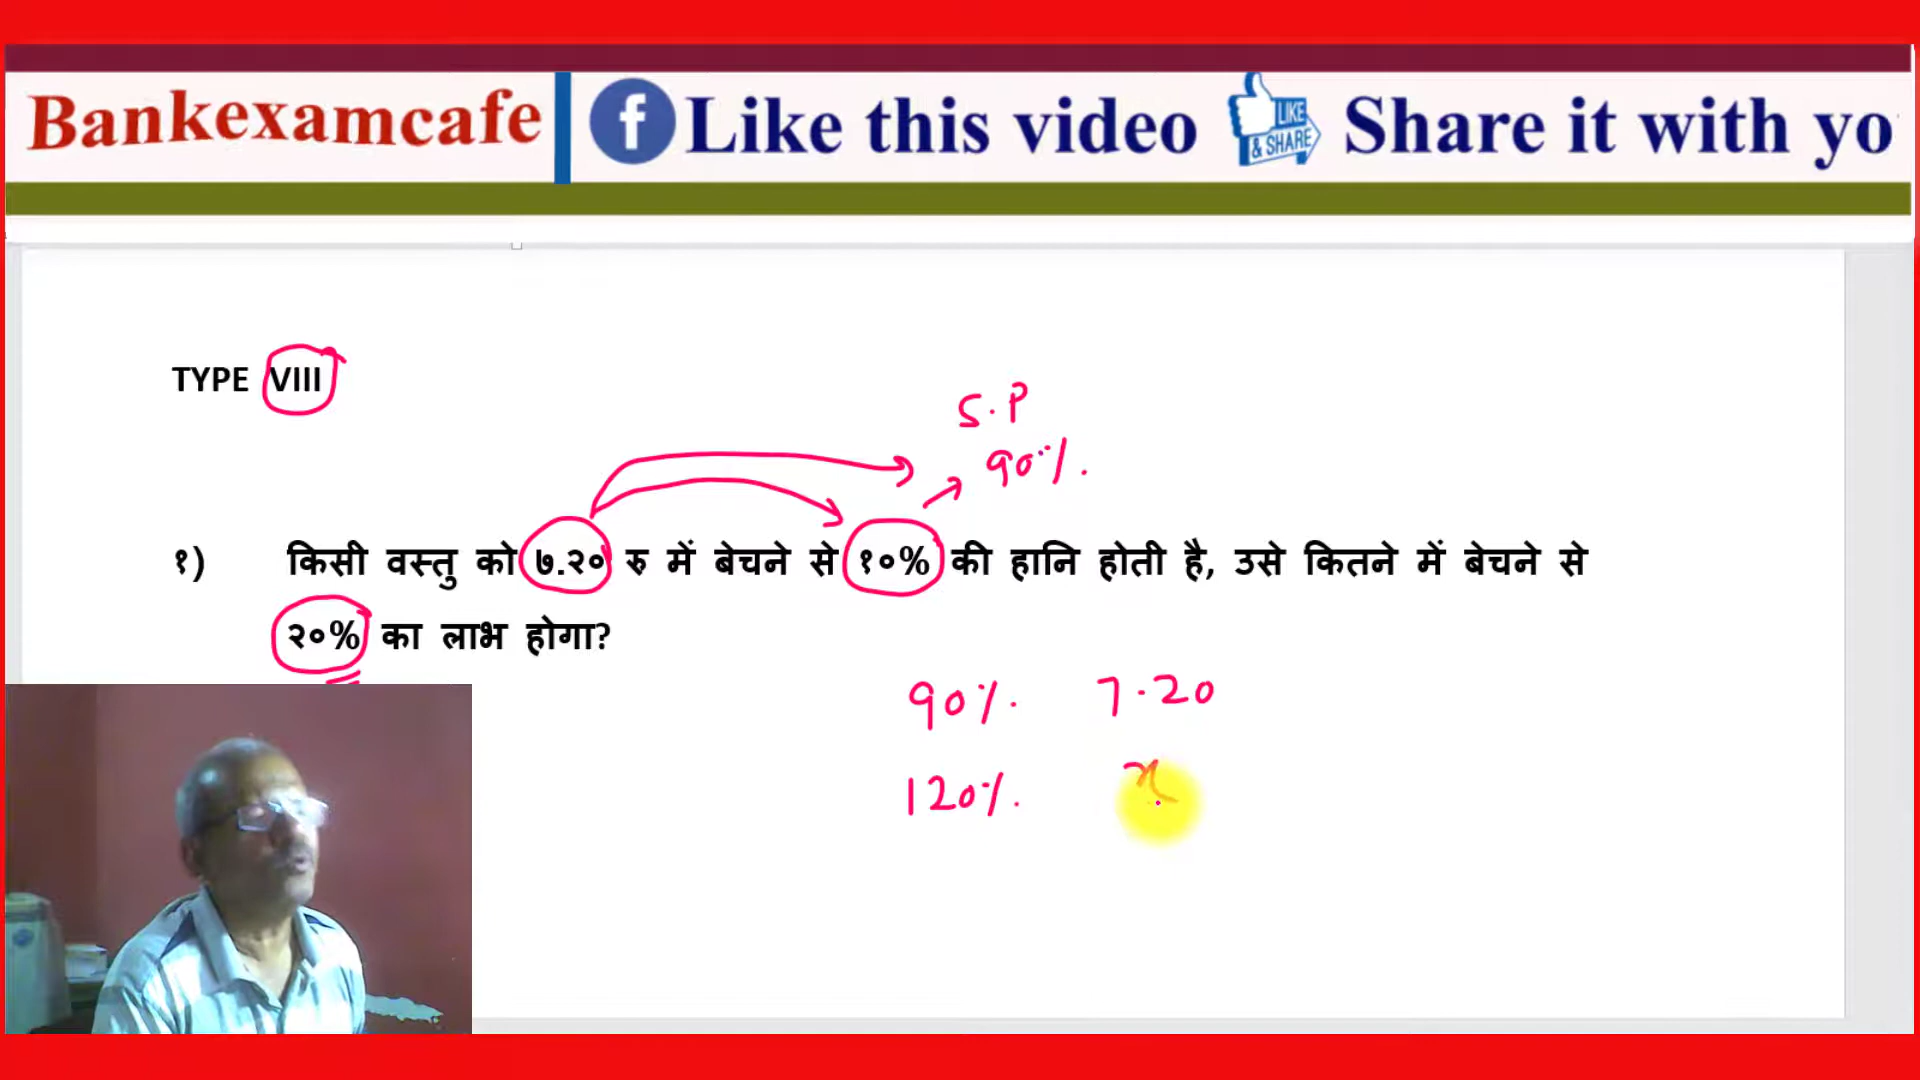 Bankexamcafe
Like this video
LIKE & SHARE
Share it with yo
TYPE VIII
S.P
90%.
१) किसी वस्तु को ७.२० रु में बेचने से १०% की हानि होती है, उसे कितने में बेचने से
२०% का लाभ होगा?
90%. 7.20
120%. x